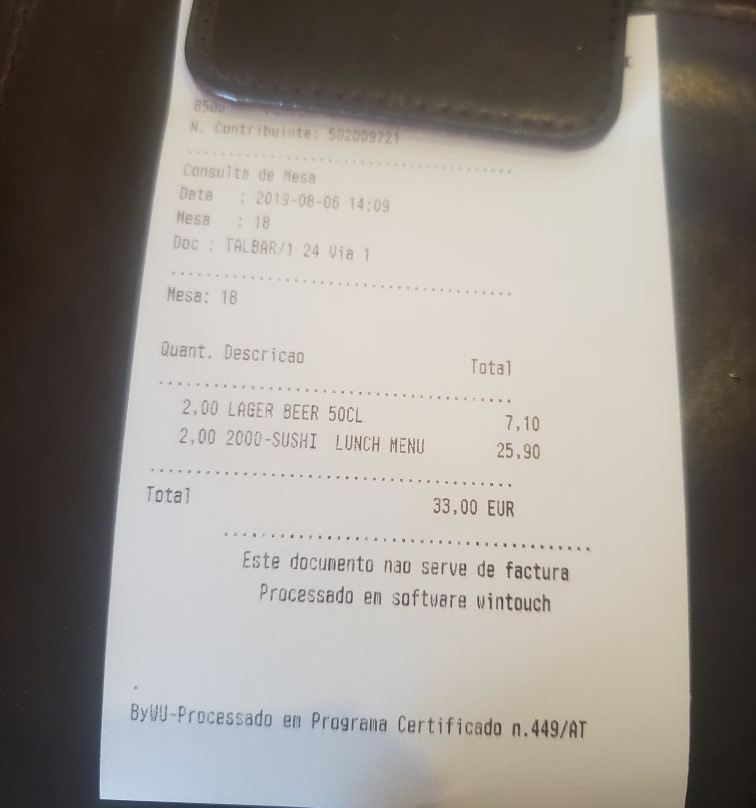 N. Contribuinte: 502009721
Consulta de Mesa
Data : 2019-08-06 14:09
Mesa : 18
Doc : TALBAR/1 24 Via 1
Mesa: 18
Quant. Descricao Total
2,00 LAGER BEER 50CL 7,10
2,00 2000-SUSHI LUNCH MENU 25,90
Total 33,00 EUR
Este documento nao serve de factura
Processado em software wintouch
ByWU-Processado em Programa Certificado n.449/AT